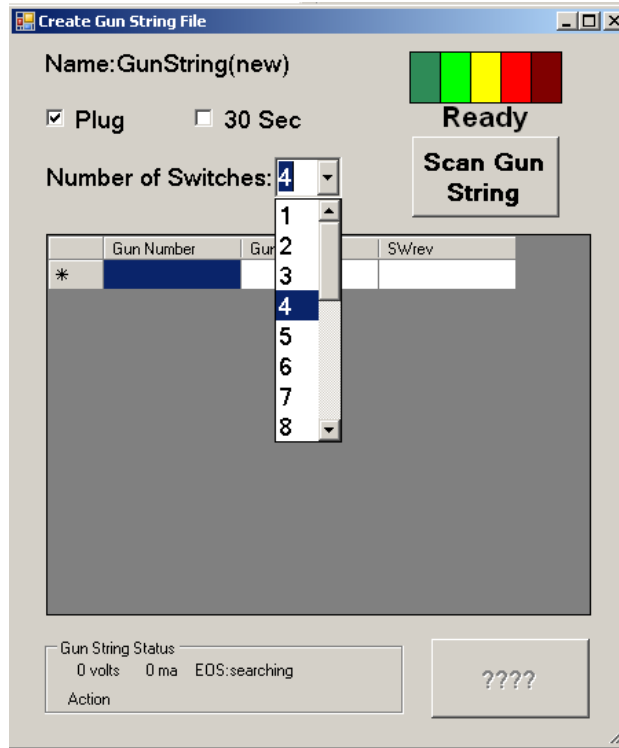 Create Gun String File
Name:GunString(new)
Plug
30 Sec
Ready
Number of Switches:
4
Scan Gun
String
Gun Number
SWrev
*
1
2
3
4
5
6
7
8
Gun String Status
0 volts 0 ma EOS:searching
Action
????